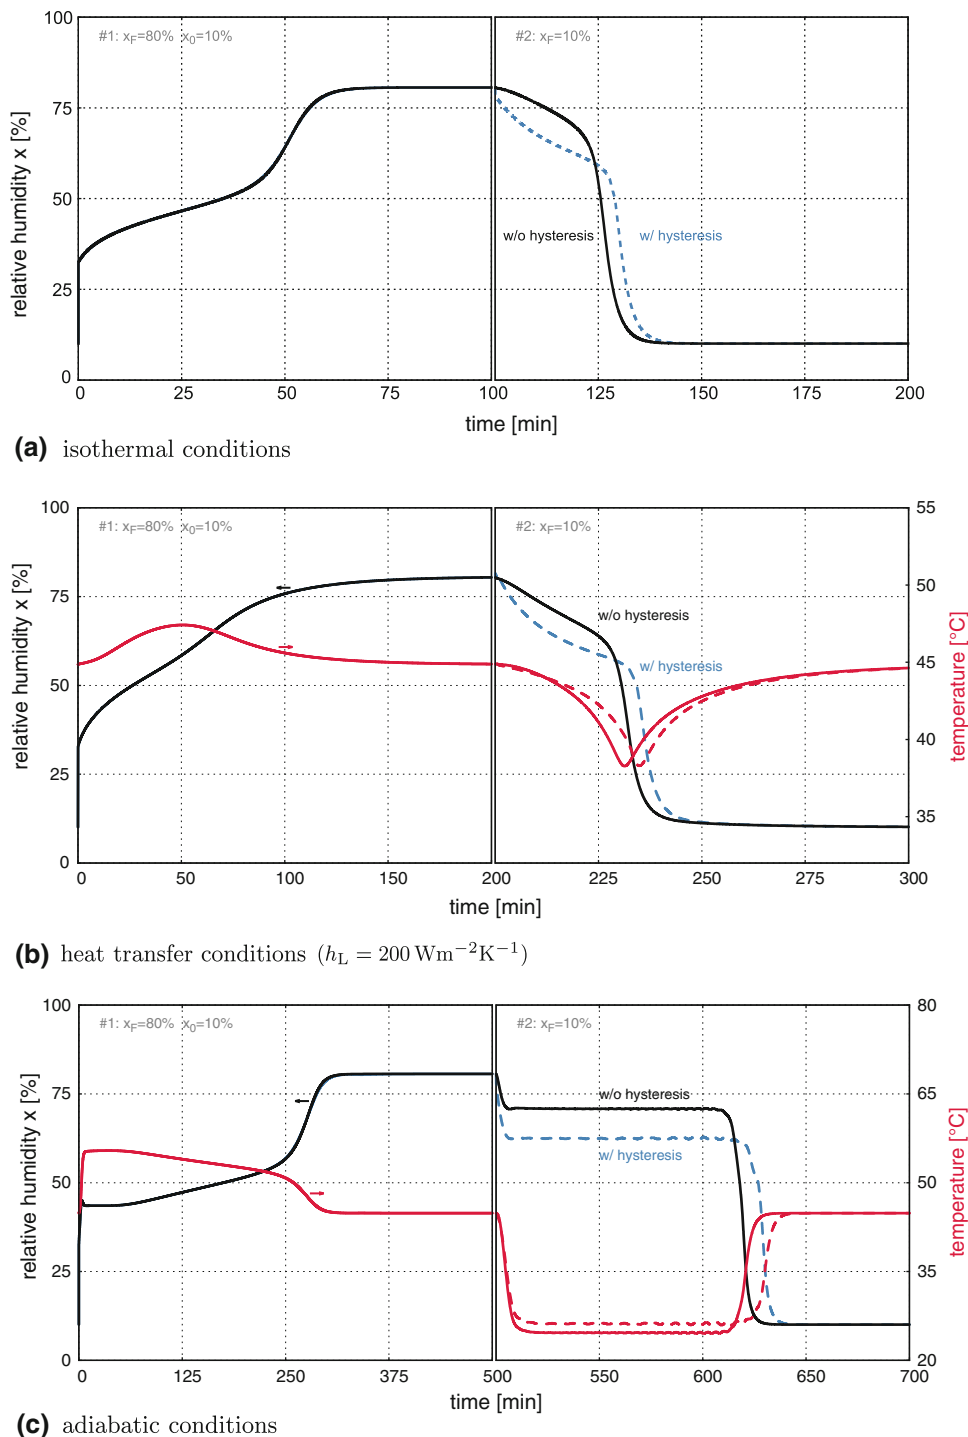 100
#1: xF=80% x0=10%
#2: xF=10%
75
50
w/o hysteresis
w/ hysteresis
25
0
relative humidity x [%]
0
25
50
75
100
125
150
175
200
time [min]
(a) isothermal conditions
100
#1: xF=80% x0=10%
#2: xF=10%
55
75
50
w/o hysteresis
w/ hysteresis
50
45
40
25
35
0
relative humidity x [%]
temperature [°C]
0
50
100
150
200
225
250
275
300
time [min]
(b) heat transfer conditions (hL = 200 Wm−2K−1)
100
#1: xF=80% x0=10%
#2: xF=10%
80
75
w/o hysteresis
65
w/ hysteresis
50
50
25
35
0
20
relative humidity x [%]
temperature [°C]
0
125
250
375
500
550
600
650
700
time [min]
(c) adiabatic conditions